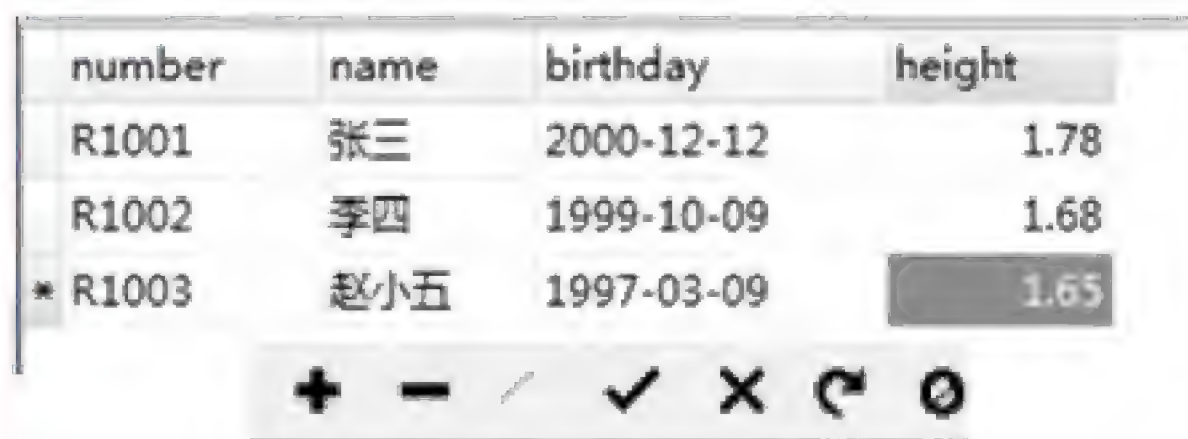 number name birthday height
R1001 张三 2000-12-12 1.78
R1002 李四 1999-10-09 1.68
* R1003 赵小五 1997-03-09 1.65